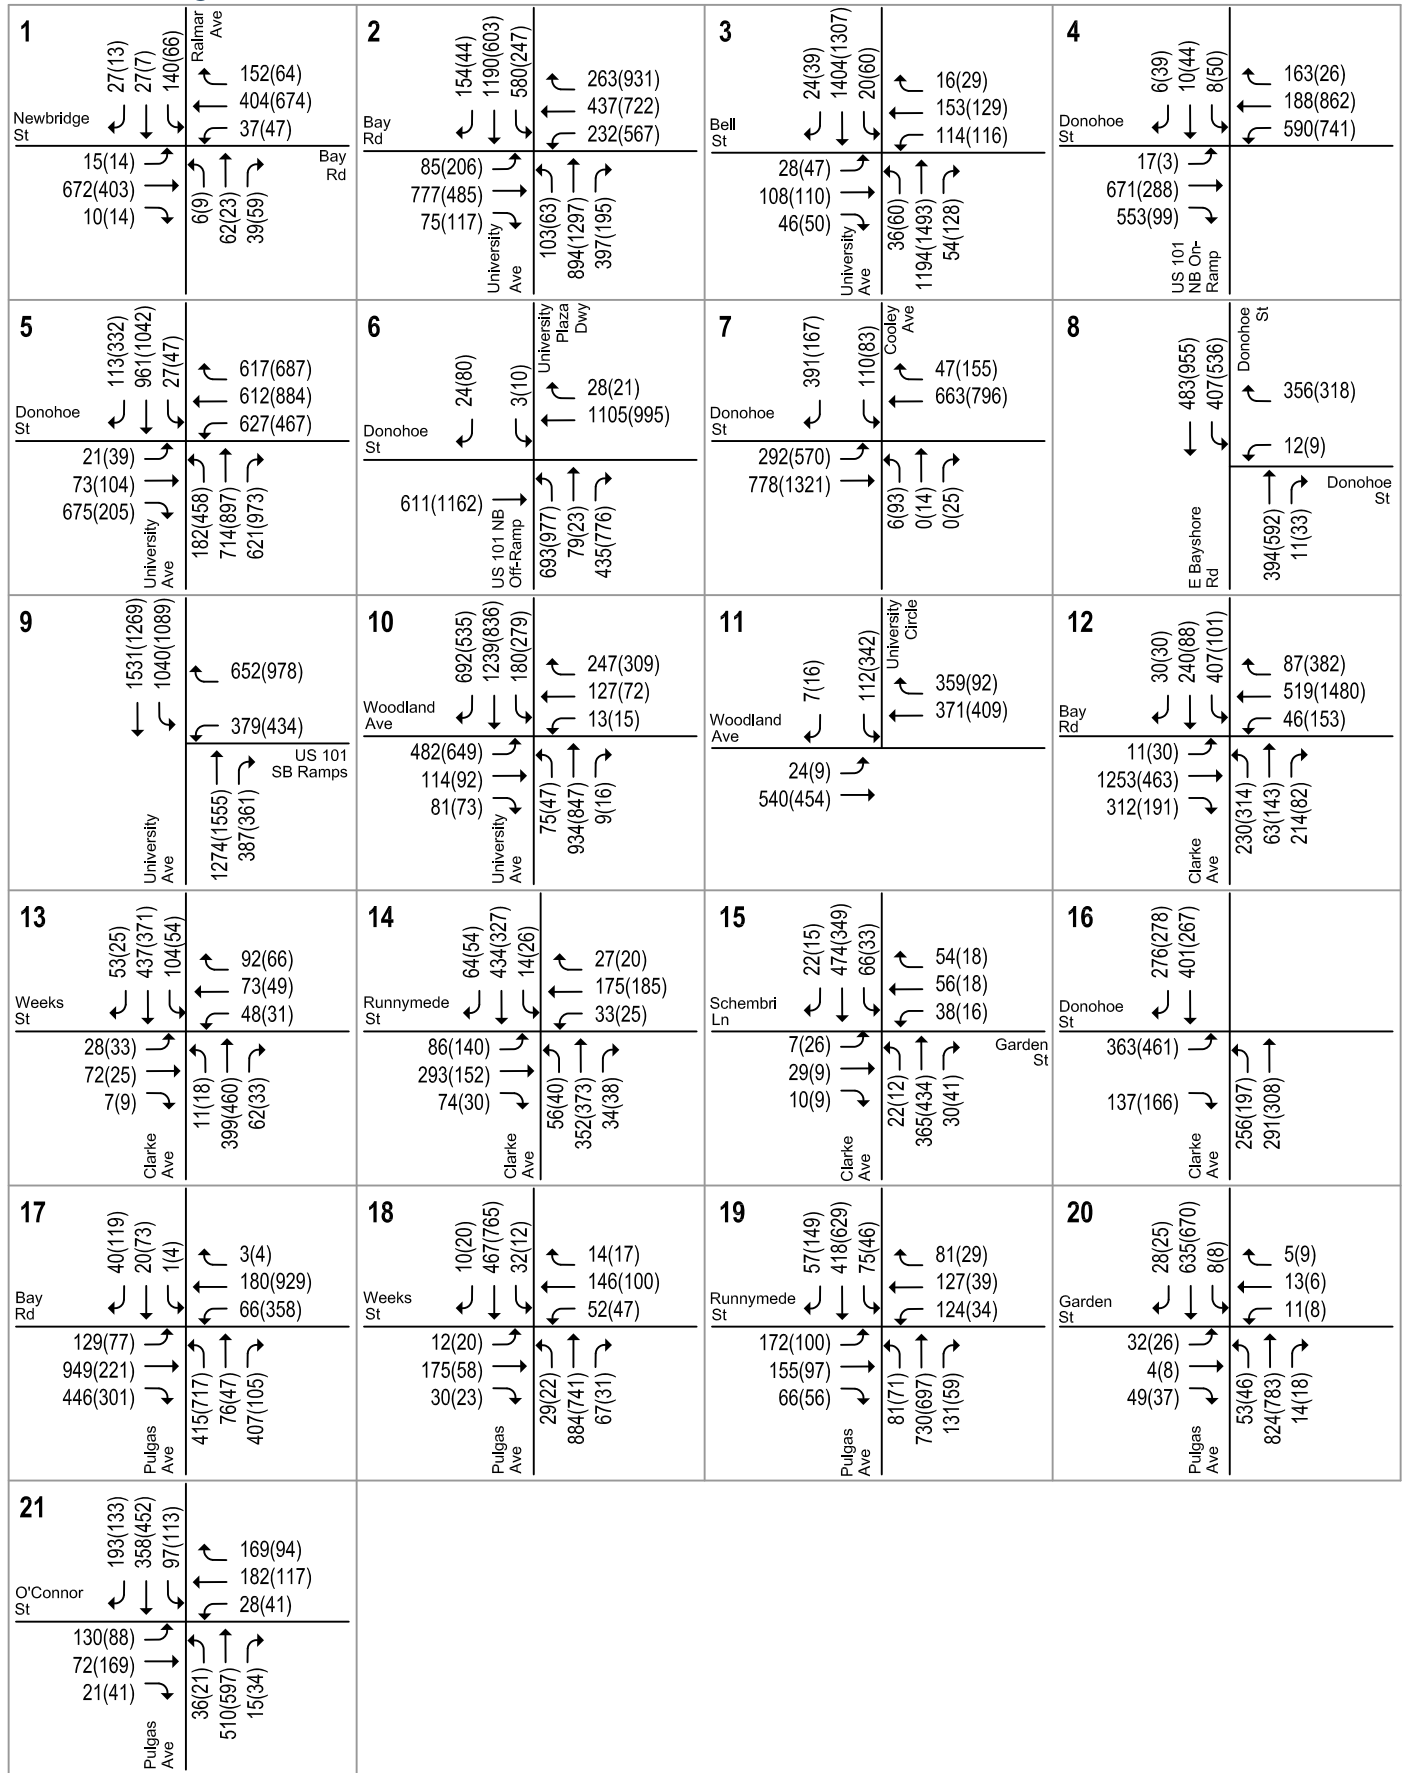 1
Ralmar
Ave
27(13)
27(7)
140(66)
152(64)
404(674)
37(47)
Newbridge
St
Bay
Rd
15(14)
672(403)
10(14)
6(9)
62(23)
39(59)
2
154(44)
1190(603)
580(247)
263(931)
437(722)
232(567)
Bay
Rd
85(206)
777(485)
75(117)
University
Ave
103(63)
894(1297)
397(195)
3
24(39)
1404(1307)
20(60)
16(29)
153(129)
114(116)
Bell
St
28(47)
108(110)
46(50)
University
Ave
36(60)
1194(1493)
54(128)
4
6(39)
10(44)
8(50)
163(26)
188(862)
590(741)
Donohoe
St
17(3)
671(288)
553(99)
US 101
NB On-
Ramp
5
113(332)
961(1042)
27(47)
617(687)
612(884)
627(467)
Donohoe
St
21(39)
73(104)
675(205)
University
Ave
182(458)
714(897)
621(973)
6
University
Plaza
Dwy
24(80)
3(10)
28(21)
1105(995)
Donohoe
St
611(1162)
US 101 NB
Off-Ramp
693(977)
79(23)
435(776)
7
Cooley
Ave
391(167)
110(83)
47(155)
663(796)
Donohoe
St
292(570)
778(1321)
6(93)
0(14)
0(25)
8
Donohoe
St
483(955)
407(536)
356(318)
12(9)
Donohoe
St
E Bayshore
Rd
394(592)
11(33)
9
1531(1269)
1040(1089)
652(978)
379(434)
US 101
SB Ramps
University
Ave
1274(1555)
387(361)
10
692(535)
1239(836)
180(279)
247(309)
127(72)
13(15)
Woodland
Ave
482(649)
114(92)
81(73)
University
Ave
75(47)
934(847)
9(16)
11
University
Circle
7(16)
112(342)
359(92)
371(409)
Woodland
Ave
24(9)
540(454)
12
30(30)
240(88)
407(101)
87(382)
519(1480)
46(153)
Bay
Rd
11(30)
1253(463)
312(191)
Clarke
Ave
230(314)
63(143)
214(82)
13
53(25)
437(371)
104(54)
92(66)
73(49)
48(31)
Weeks
St
28(33)
72(25)
7(9)
Clarke
Ave
11(18)
399(460)
62(33)
14
64(54)
434(327)
14(26)
27(20)
175(185)
33(25)
Runnymede
St
86(140)
293(152)
74(30)
Clarke
Ave
56(40)
352(373)
34(38)
15
22(15)
474(349)
66(33)
54(18)
56(18)
38(16)
Schembri
Ln
Garden
St
7(26)
29(9)
10(9)
Clarke
Ave
22(12)
365(434)
30(41)
16
276(278)
401(267)
Donohoe
St
363(461)
137(166)
Clarke
Ave
256(197)
291(308)
17
40(119)
20(73)
1(4)
3(4)
180(929)
66(358)
Bay
Rd
129(77)
949(221)
446(301)
Pulgas
Ave
415(717)
76(47)
407(105)
18
10(20)
467(765)
32(12)
14(17)
146(100)
52(47)
Weeks
St
12(20)
175(58)
30(23)
Pulgas
Ave
29(22)
884(741)
67(31)
19
57(149)
418(629)
75(46)
81(29)
127(39)
124(34)
Runnymede
St
172(100)
155(97)
66(56)
Pulgas
Ave
81(71)
730(697)
131(59)
20
28(25)
635(670)
8(8)
5(9)
13(6)
11(8)
Garden
St
32(26)
4(8)
49(37)
Pulgas
Ave
53(46)
824(783)
14(18)
21
193(133)
358(452)
97(113)
169(94)
182(117)
28(41)
O'Connor
St
130(88)
72(169)
21(41)
Pulgas
Ave
36(21)
510(597)
15(34)